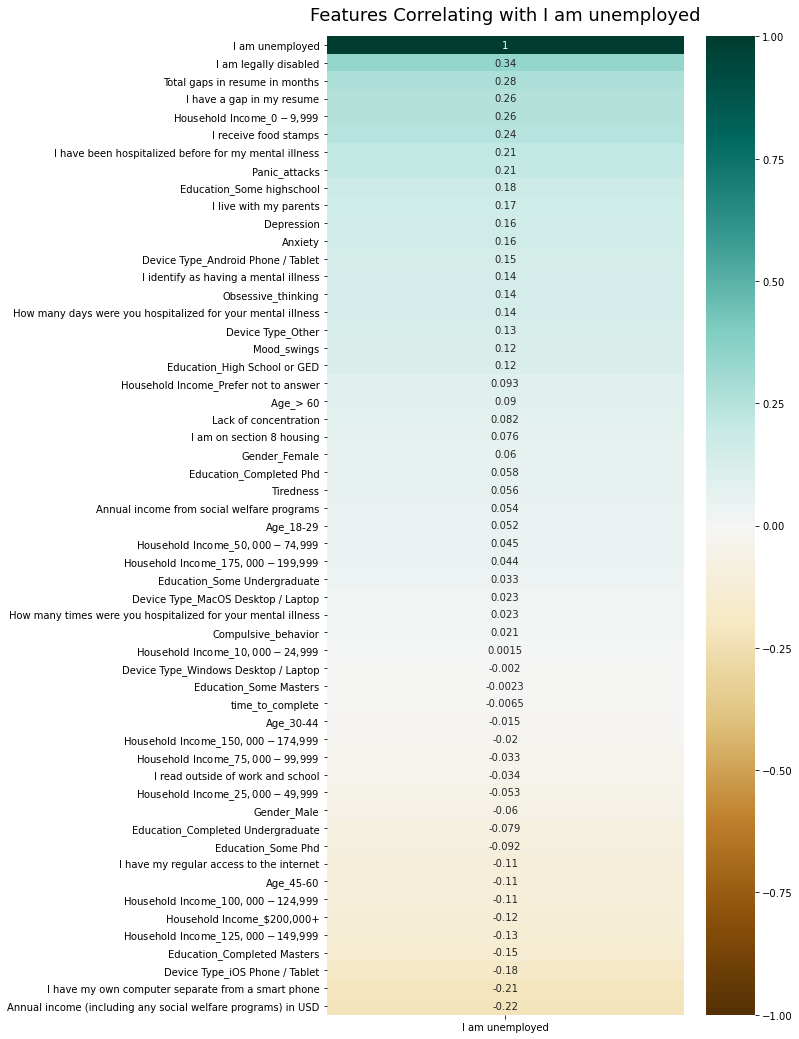 Features Correlating with I am unemployed
I am unemployed 1
I am legally disabled 0.34
Total gaps in resume in months 0.28
I have a gap in my resume 0.26
Household Income_0 − 9,999 0.26
I receive food stamps 0.24
I have been hospitalized before for my mental illness 0.21
Panic_attacks 0.21
Education_Some highschool 0.18
I live with my parents 0.17
Depression 0.16
Anxiety 0.16
Device Type_Android Phone / Tablet 0.15
I identify as having a mental illness 0.14
Obsessive_thinking 0.14
How many days were you hospitalized for your mental illness 0.14
Device Type_Other 0.13
Mood_swings 0.12
Education_High School or GED 0.12
Household Income_Prefer not to answer 0.093
Age_> 60 0.09
Lack of concentration 0.082
I am on section 8 housing 0.076
Gender_Female 0.06
Education_Completed Phd 0.058
Tiredness 0.056
Annual income from social welfare programs 0.054
Age_18-29 0.052
Household Income_50,000 − 74,999 0.045
Household Income_175,000 − 199,999 0.044
Education_Some Undergraduate 0.033
Device Type_MacOS Desktop / Laptop 0.023
How many times were you hospitalized for your mental illness 0.023
Compulsive_behavior 0.021
Household Income_10,000 − 24,999 0.0015
Device Type_Windows Desktop / Laptop -0.002
Education_Some Masters -0.0023
time_to_complete -0.0065
Age_30-44 -0.015
Household Income_150,000 − 174,999 -0.02
Household Income_75,000 − 99,999 -0.033
I read outside of work and school -0.034
Household Income_25,000 − 49,999 -0.053
Gender_Male -0.06
Education_Completed Undergraduate -0.079
Education_Some Phd -0.092
I have my regular access to the internet -0.11
Age_45-60 -0.11
Household Income_100,000 − 124,999 -0.11
Household Income_$200,000+ -0.12
Household Income_125,000 − 149,999 -0.13
Education_Completed Masters -0.15
Device Type_iOS Phone / Tablet -0.18
I have my own computer separate from a smart phone -0.21
Annual income (including any social welfare programs) in USD -0.22
I am unemployed
1.00
0.75
0.50
0.25
0.00
−0.25
−0.50
−0.75
−1.00